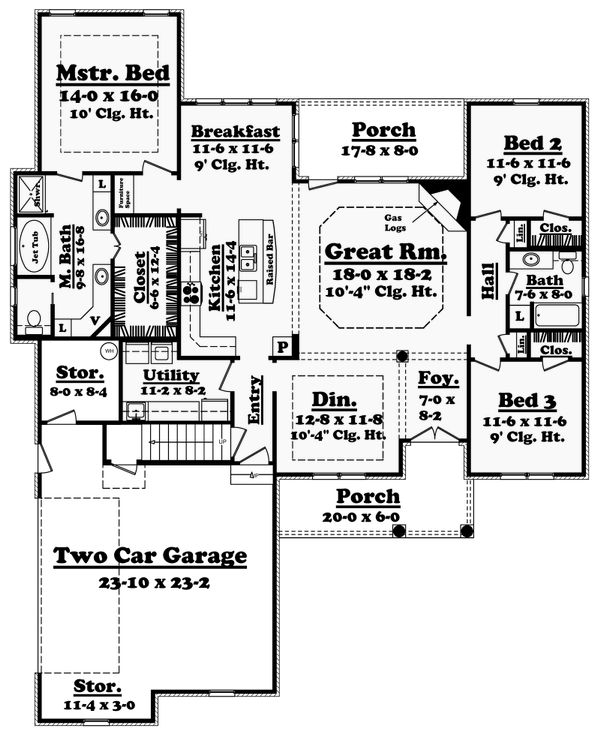 Mstr. Bed
14-0 x 16-0
10' Clg. Ht.
Breakfast
11-6 x 11-6
9' Clg. Ht.
Porch
17-8 x 8-0
Bed 2
11-6 x 11-6
9' Clg. Ht.
shwr.
L
Furniture
Space
Jet Tub
M. Bath
9-8 x 16-8
Closet
6-6 x 12-4
Kitchen
11-6 x 14-4
Raised Bar
Gas
Logs
Great Rm.
18-0 x 18-2
10'-4" Clg. Ht.
Hall
Lin.
Clos.
Bath
7-6 x 8-0
L
Lin.
Clos.
L
V
P
WH
Stor.
8-0 x 8-4
Utility
11-2 x 8-2
Entry
Din.
12-8 x 11-8
10'-4" Clg. Ht.
Foy.
7-0 x
8-2
Bed 3
11-6 x 11-6
9' Clg. Ht.
UP
Porch
20-0 x 6-0
Two Car Garage
23-10 x 23-2
Stor.
11-4 x 3-0